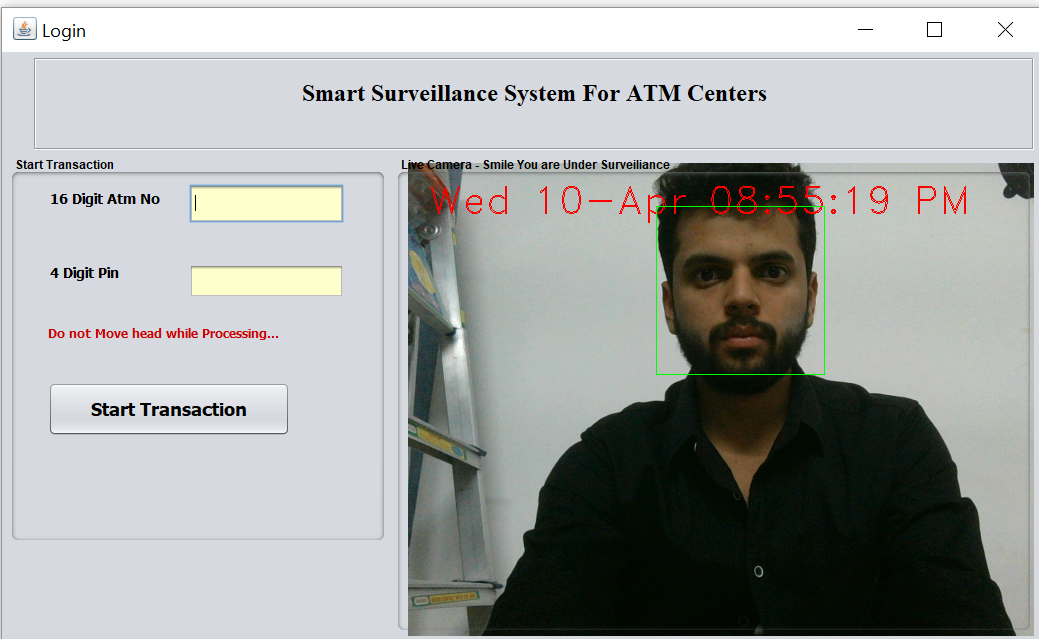 Login
Smart Surveillance System For ATM Centers
Start Transaction
16 Digit Atm No
4 Digit Pin
Do not Move head while Processing...
Start Transaction
Live Camera - Smile You are Under Surveiliance
Wed 10-Apr 08:55:19 PM